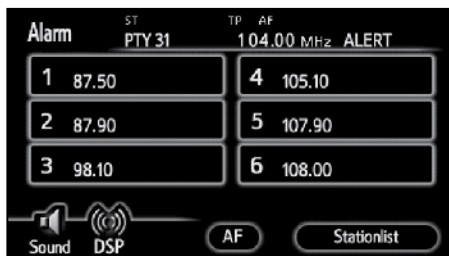 ST TP AF
Alarm PTY 31 104.00 MHz ALERT
1 87.50
4 105.10
2 87.90
5 107.90
3 98.10
6 108.00
Sound DSP AF Stationlist